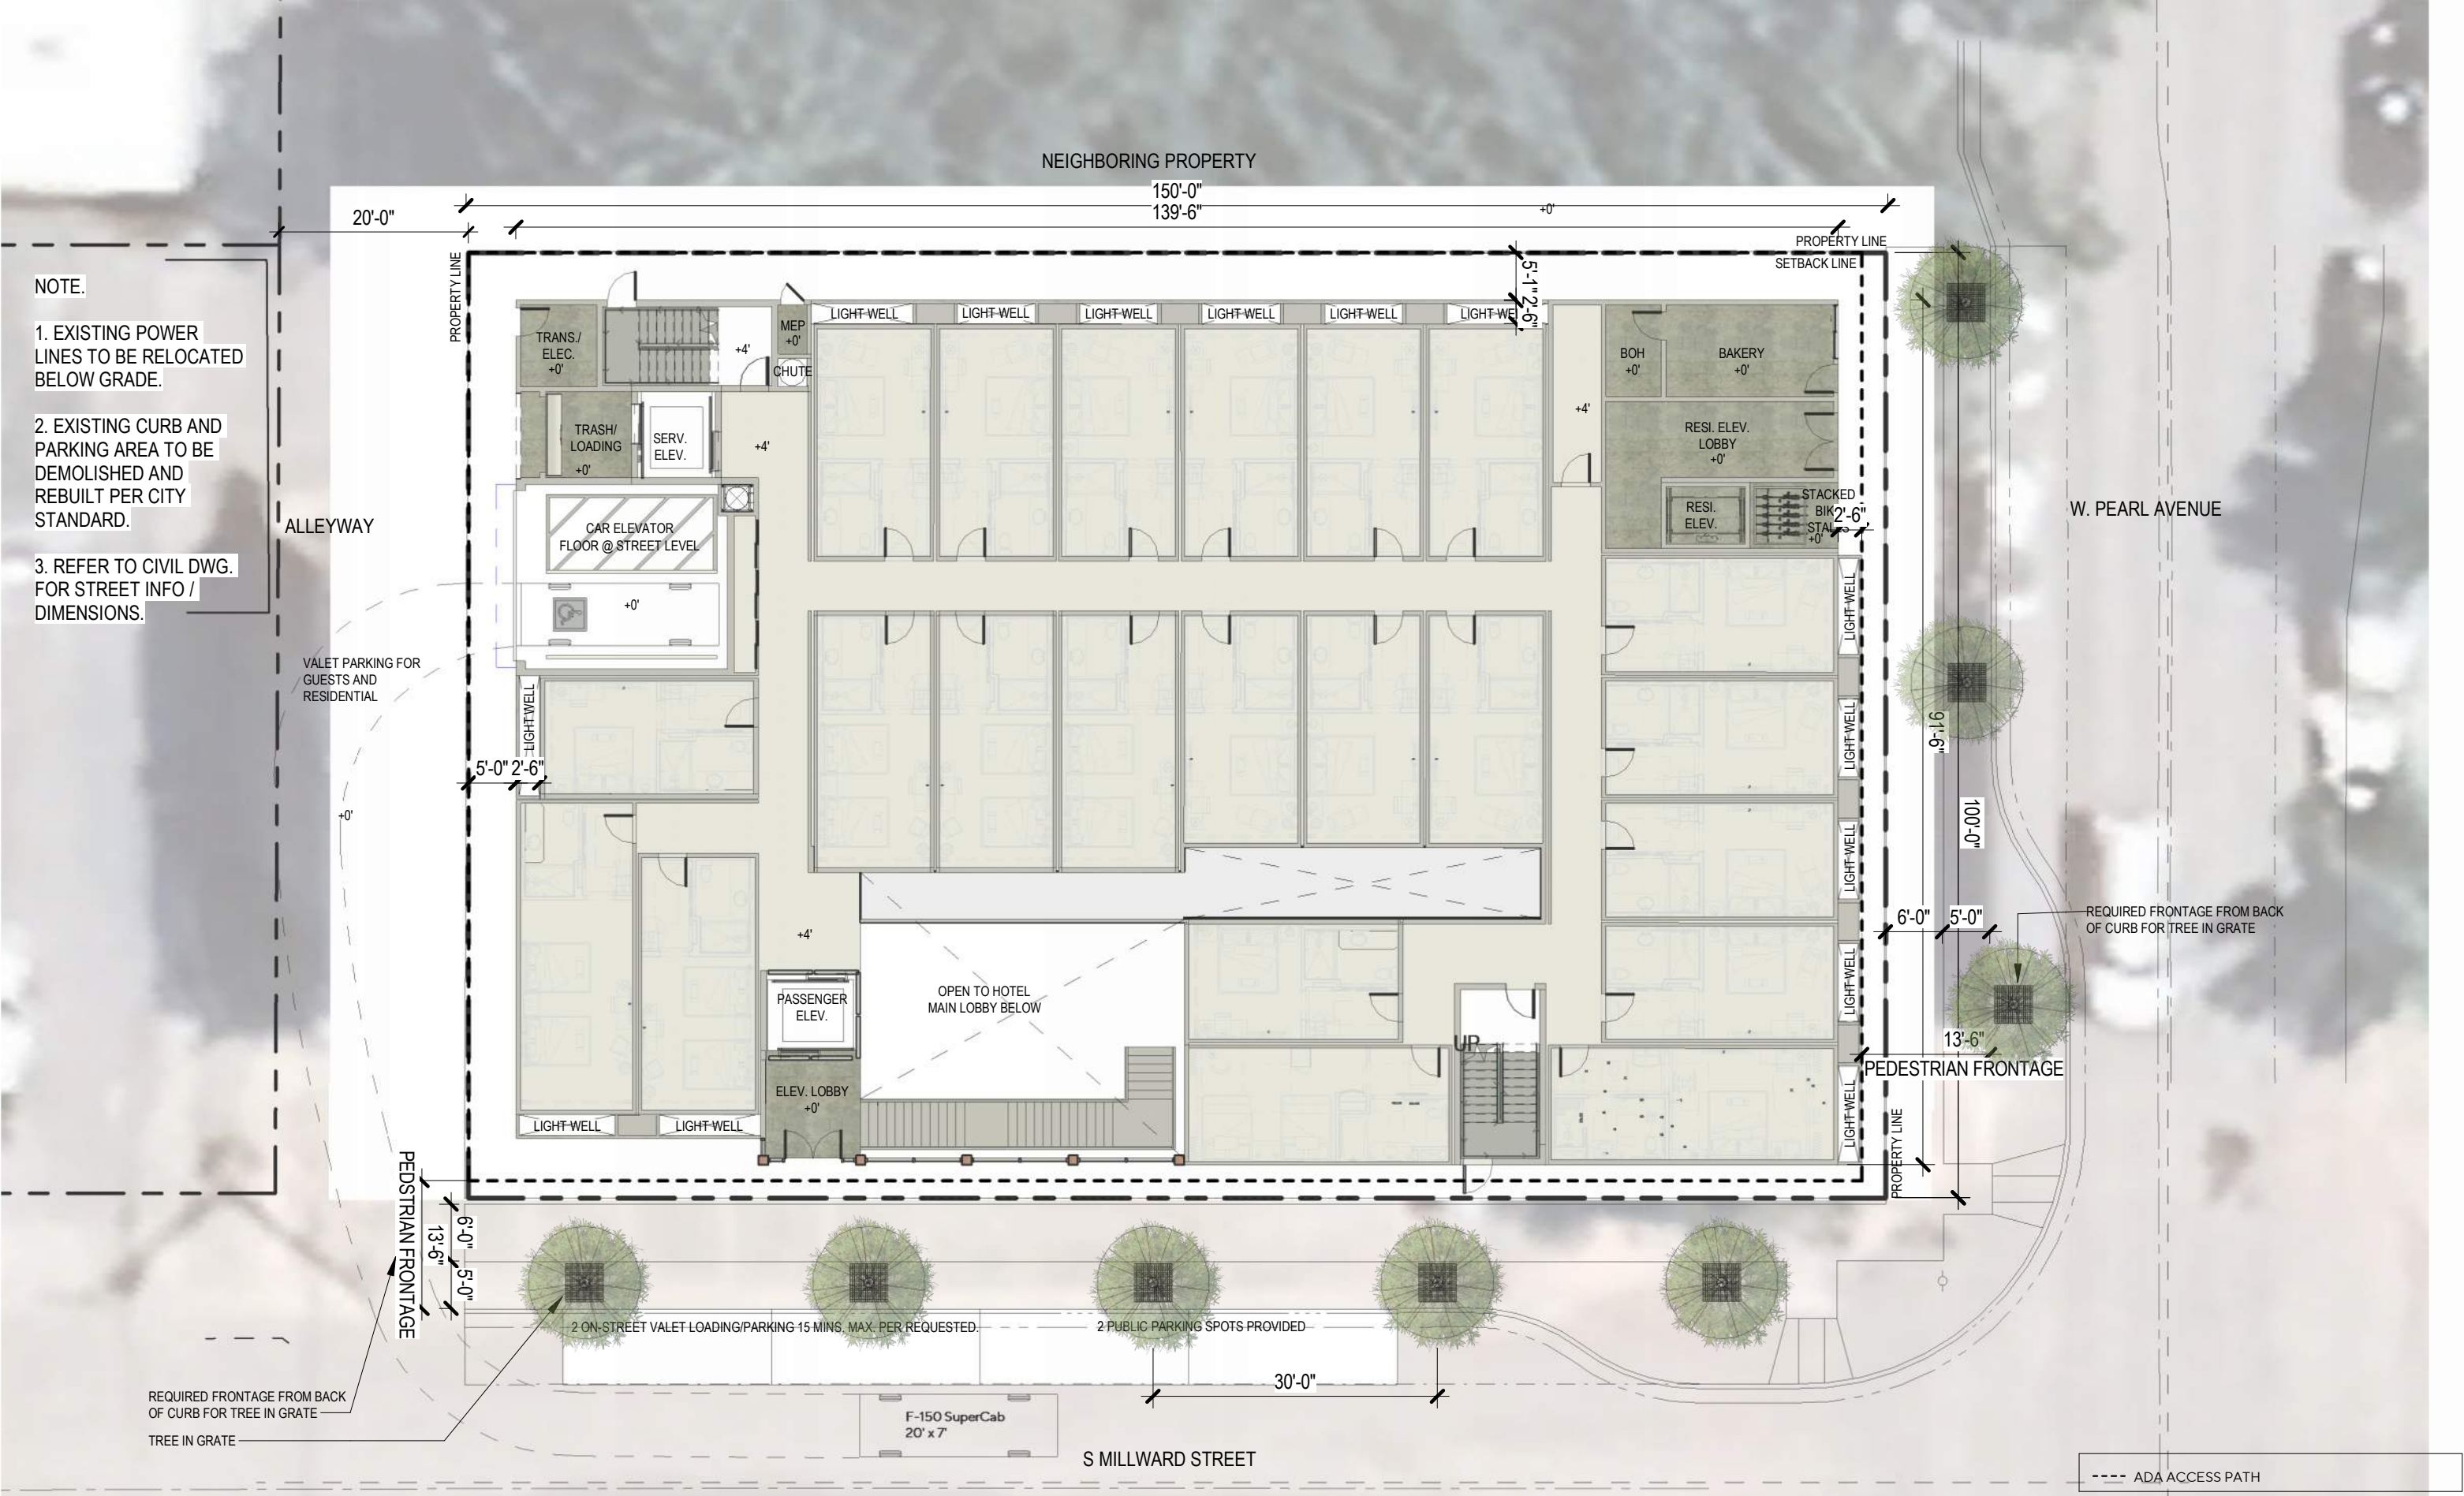 NEIGHBORING PROPERTY
150'-0"
139'-6"
+0'
20'-0"
PROPERTY LINE
SETBACK LINE
PROPERTY LINE
5'-1"
2'-6"
NOTE.
1. EXISTING POWER
LINES TO BE RELOCATED
BELOW GRADE.
2. EXISTING CURB AND
PARKING AREA TO BE
DEMOLISHED AND
REBUILT PER CITY
STANDARD.
3. REFER TO CIVIL DWG.
FOR STREET INFO /
DIMENSIONS.
ALLEYWAY
TRANS./
ELEC.
+0'
+4'
MEP
+0'
CHUTE
LIGHT WELL
LIGHT WELL
LIGHT WELL
LIGHT WELL
LIGHT WELL
LIGHT WE
BOH
+0'
BAKERY
+0'
+4'
RESI. ELEV.
LOBBY
+0'
TRASH/
LOADING
+0'
SERV.
ELEV.
+4'
CAR ELEVATOR
FLOOR @ STREET LEVEL
+0'
RESI.
ELEV.
STACKED
BIK
STAL
+0'
2'-6"
W. PEARL AVENUE
VALET PARKING FOR
GUESTS AND
RESIDENTIAL
LIGHT WELL
5'-0"
2'-6"
+0'
LIGHT WELL
LIGHT WELL
LIGHT WELL
LIGHT WELL
LIGHT WELL
91'-6"
100'-0"
+4'
6'-0"
5'-0"
REQUIRED FRONTAGE FROM BACK
OF CURB FOR TREE IN GRATE
PASSENGER
ELEV.
OPEN TO HOTEL
MAIN LOBBY BELOW
UP
13'-6"
PEDESTRIAN FRONTAGE
ELEV. LOBBY
+0'
LIGHT WELL
LIGHT WELL
PROPERTY LINE
PEDSTRIAN FRONTAGE
13'-6"
6'-0"
5'-0"
2 ON-STREET VALET LOADING/PARKING 15 MINS. MAX. PER REQUESTED.
2 PUBLIC PARKING SPOTS PROVIDED
30'-0"
REQUIRED FRONTAGE FROM BACK
OF CURB FOR TREE IN GRATE
TREE IN GRATE
F-150 SuperCab
20' x 7'
S MILLWARD STREET
ADA ACCESS PATH